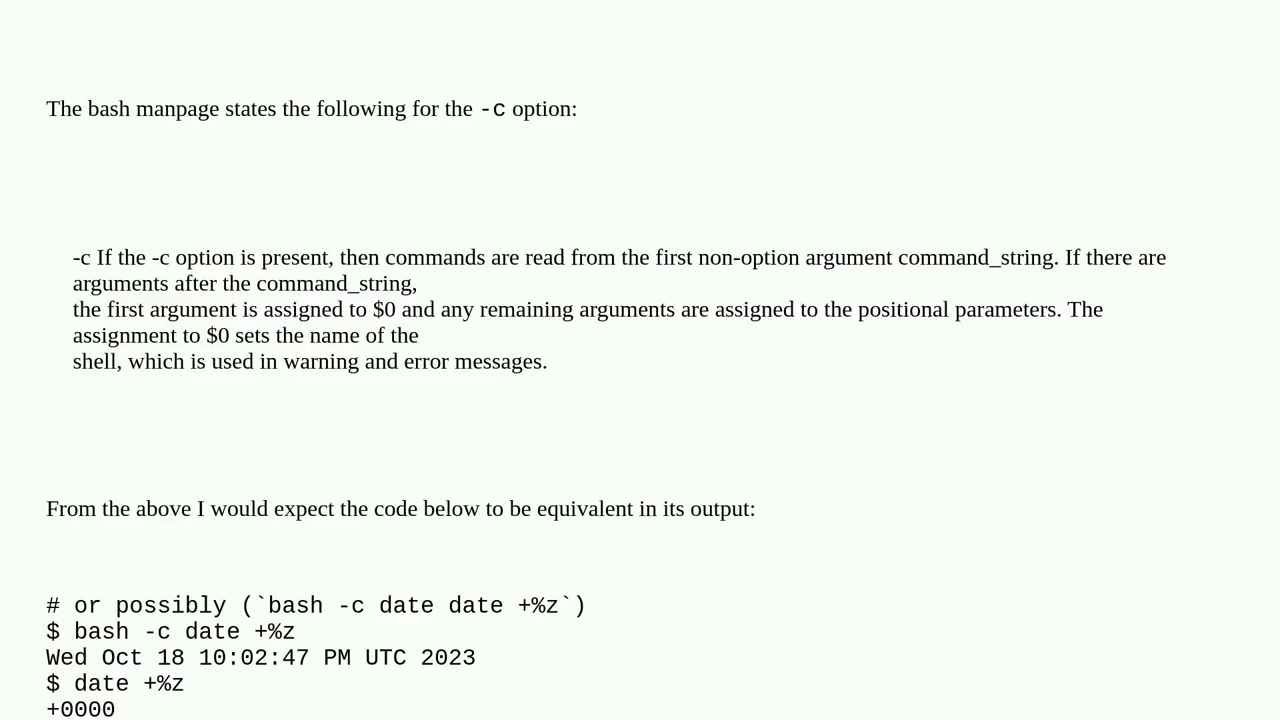 The bash manpage states the following for the -c option:
-c If the -c option is present, then commands are read from the first non-option argument command_string. If there are
arguments after the command_string,
the first argument is assigned to $0 and any remaining arguments are assigned to the positional parameters. The
assignment to $0 sets the name of the
shell, which is used in warning and error messages.
From the above I would expect the code below to be equivalent in its output:
# or possibly (`bash -c date date +%z`)
$ bash -c date +%z
Wed Oct 18 10:02:47 PM UTC 2023
$ date +%z
+0000